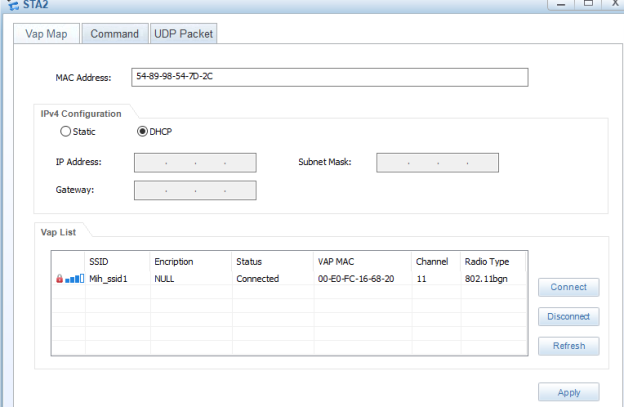 STA2
Vap Map Command UDP Packet
MAC Address: 54-89-98-54-7D-2C
IPv4 Configuration
Static DHCP
IP Address: . . . Subnet Mask: . . .
Gateway: . . .
Vap List
SSID Encription Status VAP MAC Channel Radio Type
Mih_ssid1 NULL Connected 00-E0-FC-16-68-20 11 802.11bgn
Connect
Disconnect
Refresh
Apply